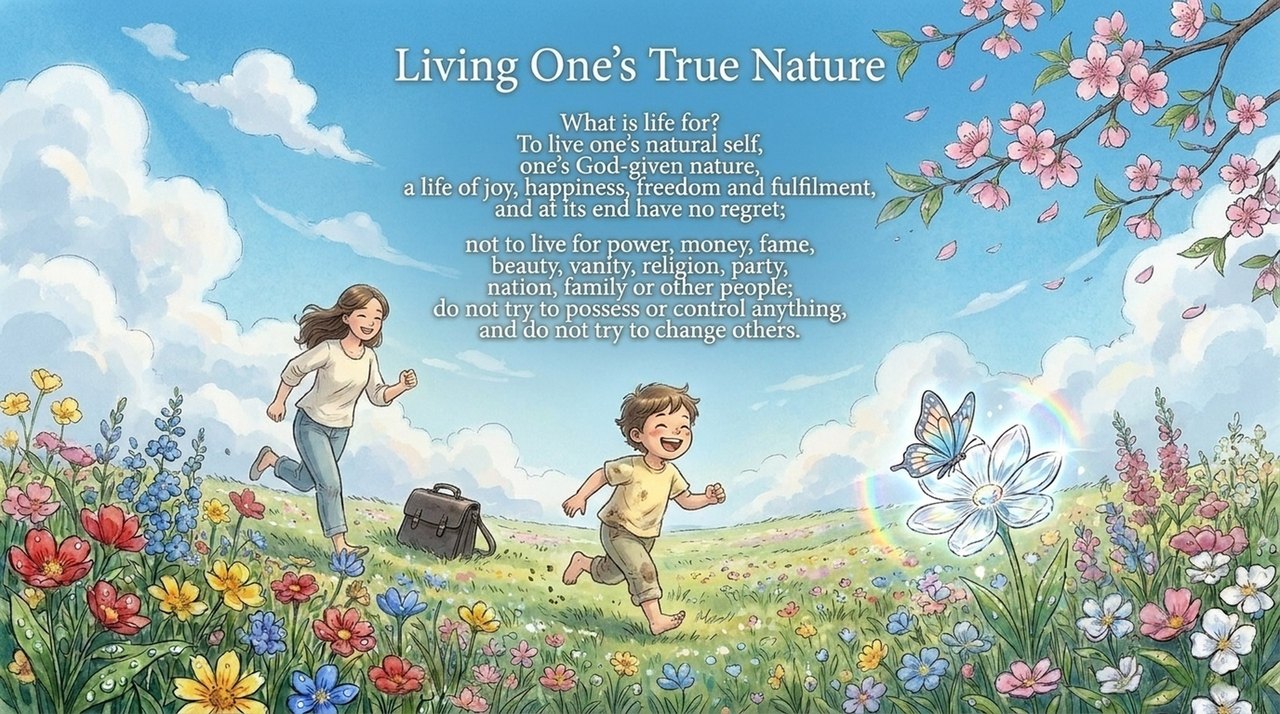 Living One's True Nature
What is life for?
To live one's natural self,
one's God-given nature,
a life of joy, happiness, freedom and fulfilment,
and at its end have no regret;
not to live for power, money, fame,
beauty, vanity, religion, party,
nation, family or other people;
do not try to possess or control anything,
and do not try to change others.